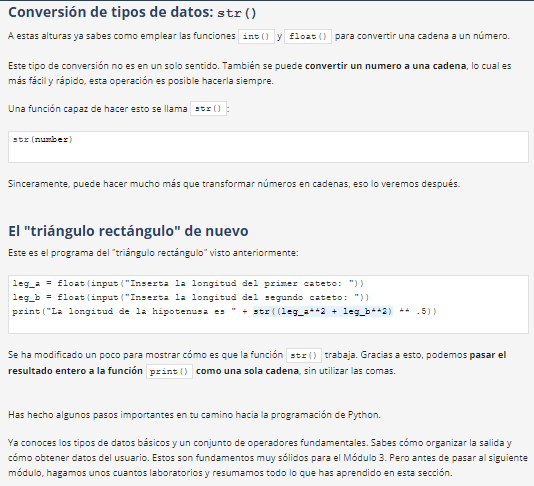 Conversión de tipos de datos: str()
A estas alturas ya sabes como emplear las funciones int() y float() para convertir una cadena a un número.
Este tipo de conversión no es en un solo sentido. También se puede convertir un numero a una cadena, lo cual es
más fácil y rápido, esta operación es posible hacerla siempre.
Una función capaz de hacer esto se llama str():
str(number)
Sinceramente, puede hacer mucho más que transformar números en cadenas, eso lo veremos después.
El "triángulo rectángulo" de nuevo
Este es el programa del "triángulo rectángulo" visto anteriormente:
leg_a = float(input("Inserta la longitud del primer cateto: "))
leg_b = float(input("Inserta la longitud del segundo cateto: "))
print("La longitud de la hipotenusa es " + str((leg_a**2 + leg_b**2) ** .5))
Se ha modificado un poco para mostrar cómo es que la función str() trabaja. Gracias a esto, podemos pasar el
resultado entero a la función print() como una sola cadena, sin utilizar las comas.
Has hecho algunos pasos importantes en tu camino hacia la programación de Python.
Ya conoces los tipos de datos básicos y un conjunto de operadores fundamentales. Sabes cómo organizar la salida y
cómo obtener datos del usuario. Estos son fundamentos muy sólidos para el Módulo 3. Pero antes de pasar al siguiente
módulo, hagamos unos cuantos laboratorios y resumamos todo lo que has aprendido en esta sección.